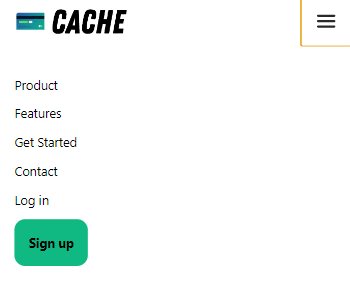 CACHE
Product
Features
Get Started
Contact
Log in
Sign up